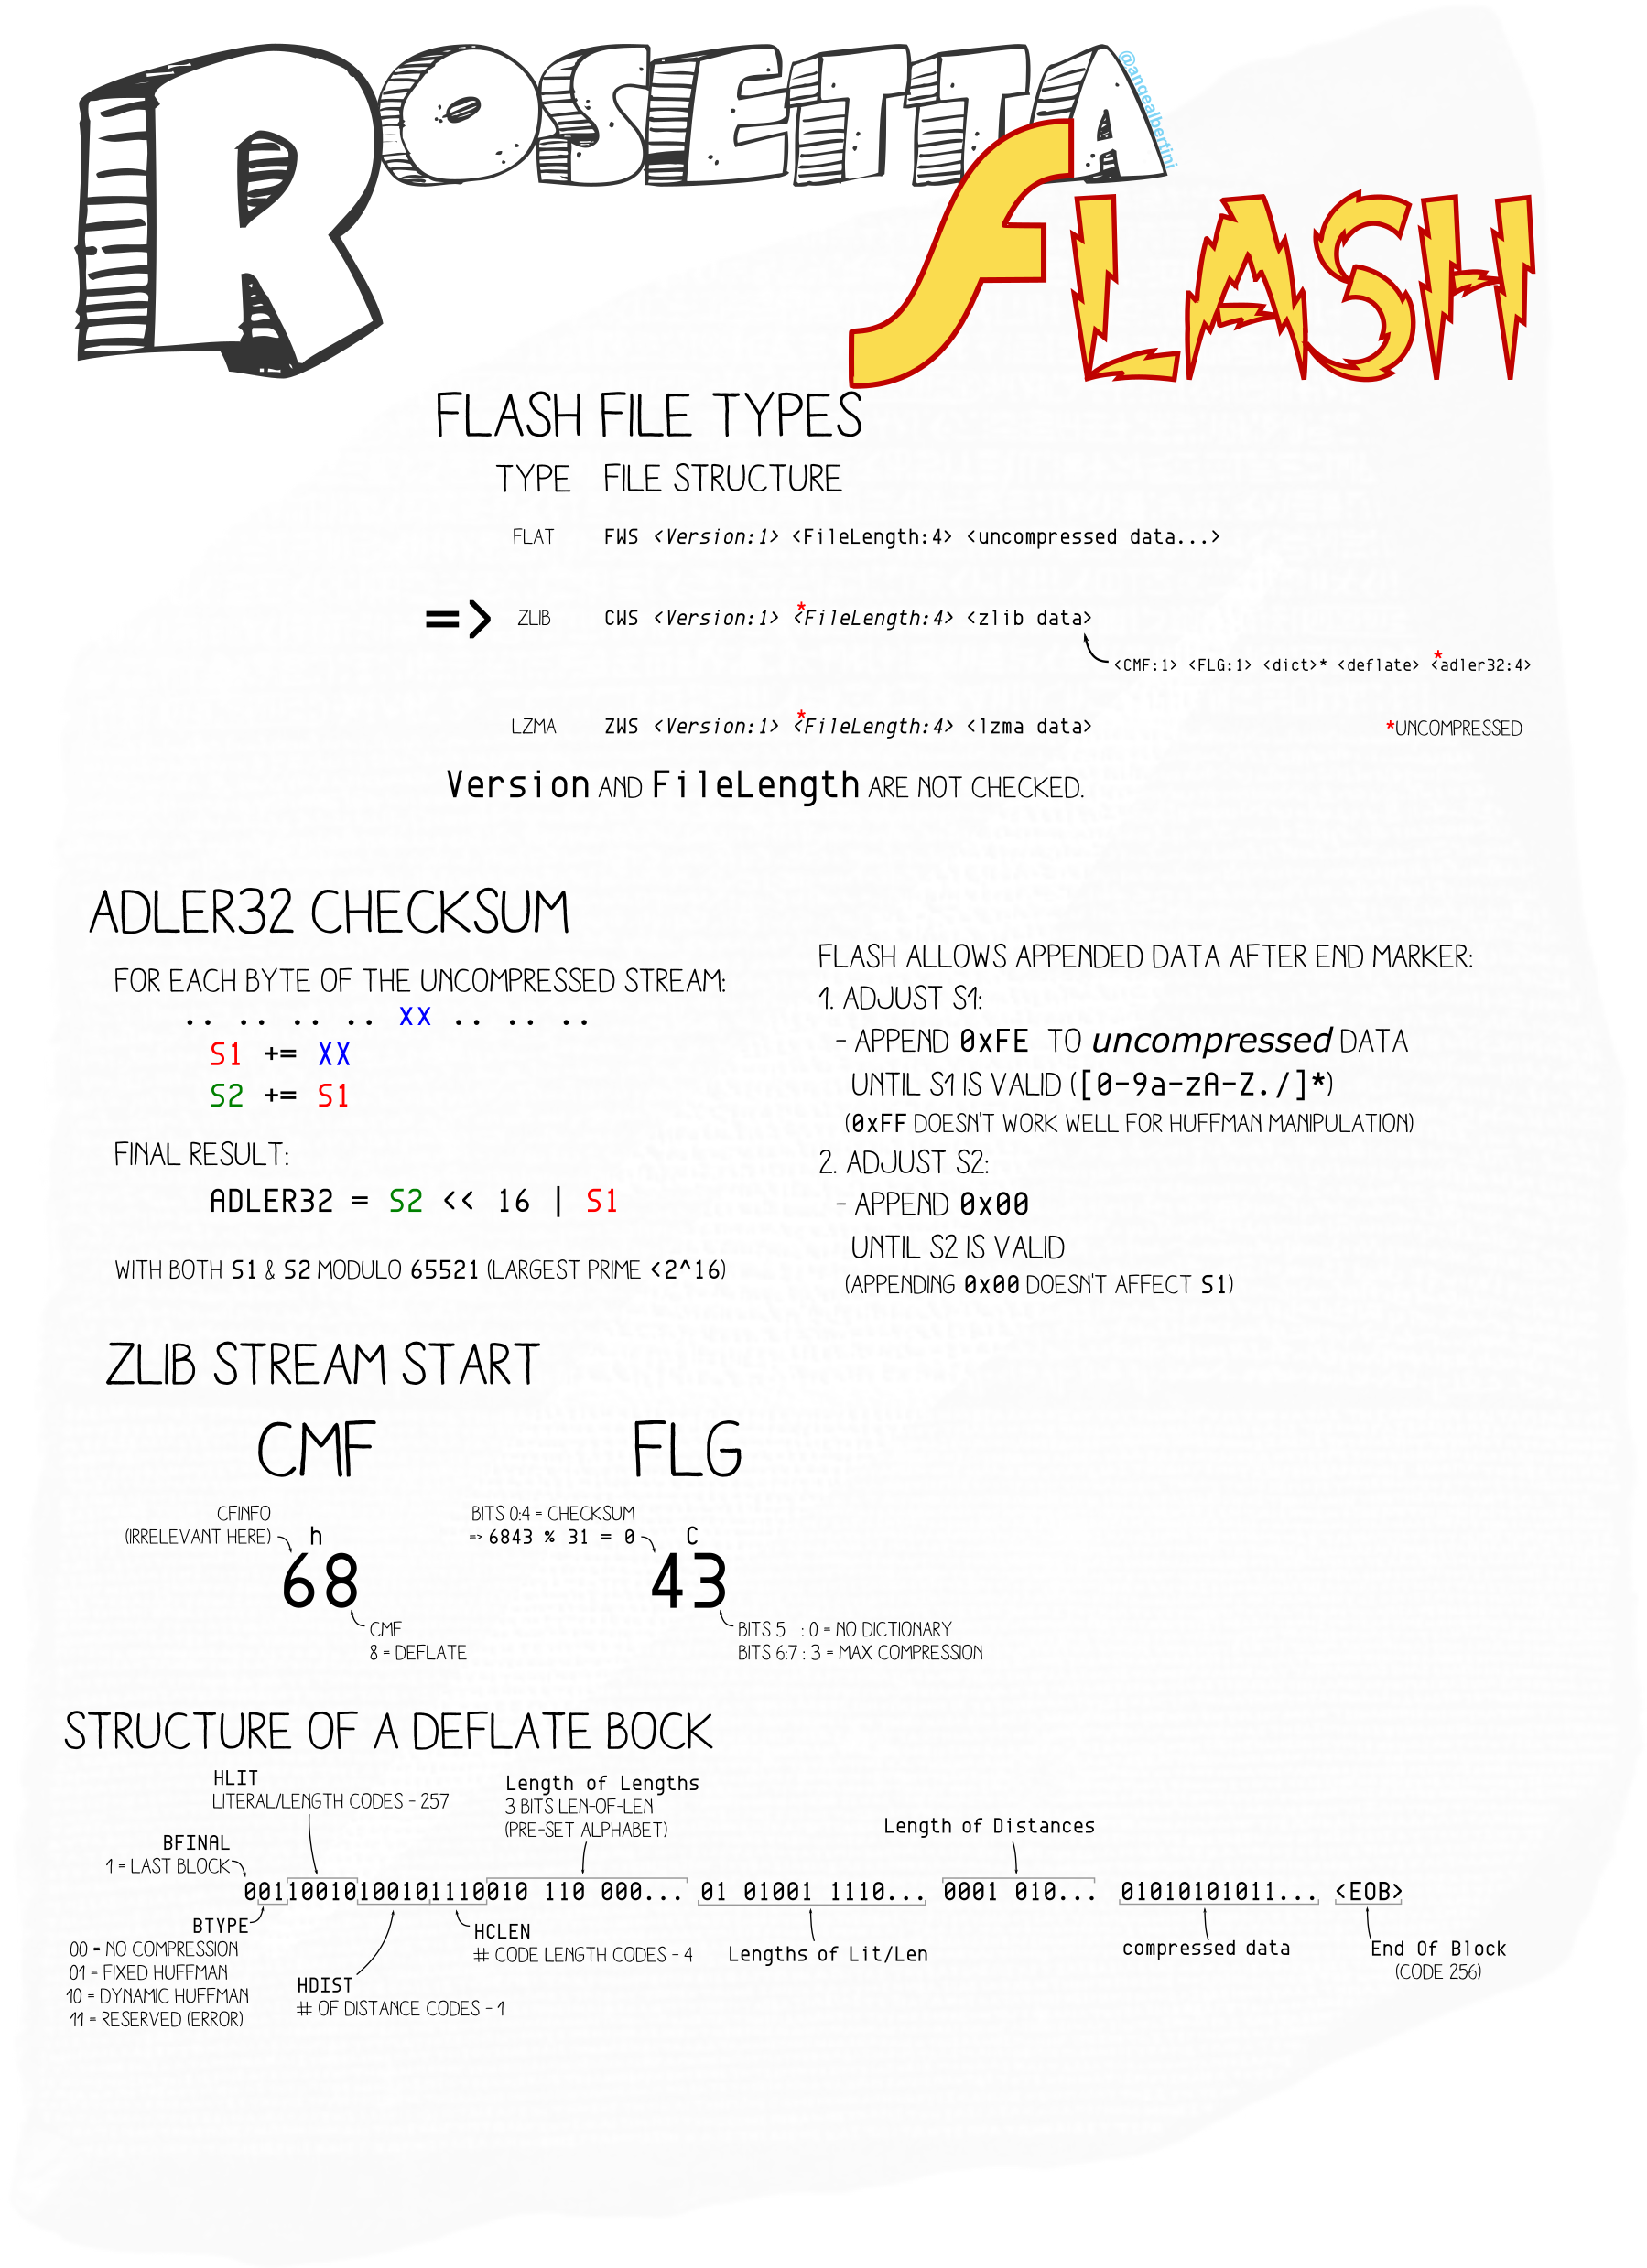 ROSETTA
@angealbertini
FLASH
FLASH FILE TYPES
TYPE FILE STRUCTURE
FLAT FWS <Version:1> <FileLength:4> <uncompressed data...>
=> ZLIB CWS <Version:1> *<FileLength:4> <zlib data>
<CMF:1> <FLG:1> <dict>* <deflate> *<adler32:4>
LZMA ZWS <Version:1> *<FileLength:4> <lzma data>
*UNCOMPRESSED
Version AND FileLength ARE NOT CHECKED.
ADLER32 CHECKSUM
FOR EACH BYTE OF THE UNCOMPRESSED STREAM:
.. .. .. .. XX .. .. ..
S1 += XX
S2 += S1
FINAL RESULT:
ADLER32 = S2 << 16 | S1
WITH BOTH S1 & S2 MODULO 65521 (LARGEST PRIME <2^16)
FLASH ALLOWS APPENDED DATA AFTER END MARKER:
1. ADJUST S1:
- APPEND 0xFE TO uncompressed DATA
UNTIL S1 IS VALID ([0-9a-zA-Z./]*)
(0xFF DOESN'T WORK WELL FOR HUFFMAN MANIPULATION)
2. ADJUST S2:
- APPEND 0x00
UNTIL S2 IS VALID
(APPENDING 0x00 DOESN'T AFFECT S1)
ZLIB STREAM START
CMF
CFINFO
(IRRELEVANT HERE)
h
68
CMF
8 = DEFLATE
FLG
BITS 0:4 = CHECKSUM
=> 6843 % 31 = 0
C
43
BITS 5 : 0 = NO DICTIONARY
BITS 6:7 : 3 = MAX COMPRESSION
STRUCTURE OF A DEFLATE BOCK
HLIT
LITERAL/LENGTH CODES - 257
Length of Lengths
3 BITS LEN-OF-LEN
(PRE-SET ALPHABET)
Length of Distances
BFINAL
1 = LAST BLOCK
00110010100101110010 110 000... 01 01001 1110... 0001 010... 01010101011... <EOB>
BTYPE
00 = NO COMPRESSION
01 = FIXED HUFFMAN
10 = DYNAMIC HUFFMAN
11 = RESERVED (ERROR)
HDIST
# OF DISTANCE CODES - 1
HCLEN
# CODE LENGTH CODES - 4
Lengths of Lit/Len
compressed data
End Of Block
(CODE 256)